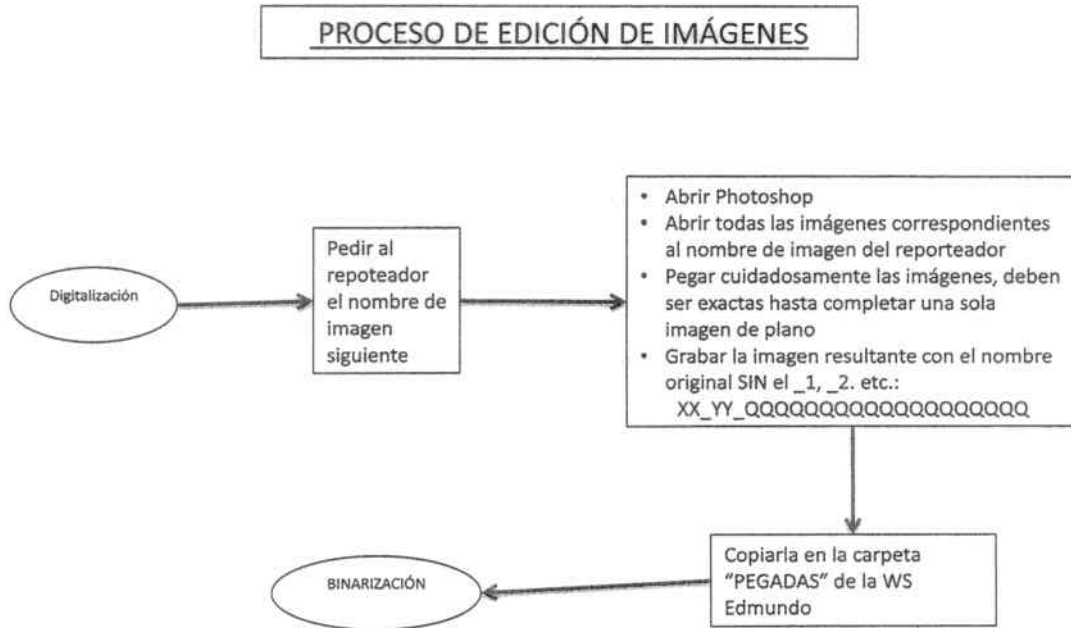 PROCESO DE EDICIÓN DE IMÁGENES
Digitalización
Pedir al
repoteador
el nombre de
imagen
siguiente
• Abrir Photoshop
• Abrir todas las imágenes correspondientes
al nombre de imagen del reporteador
• Pegar cuidadosamente las imágenes, deben
ser exactas hasta completar una sola
imagen de plano
• Grabar la imagen resultante con el nombre
original SIN el _1, _2. etc.:
XX_YY_QQQQQQQQQQQQQQQQQQQ
Copiarla en la carpeta
"PEGADAS" de la WS
Edmundo
BINARIZACIÓN